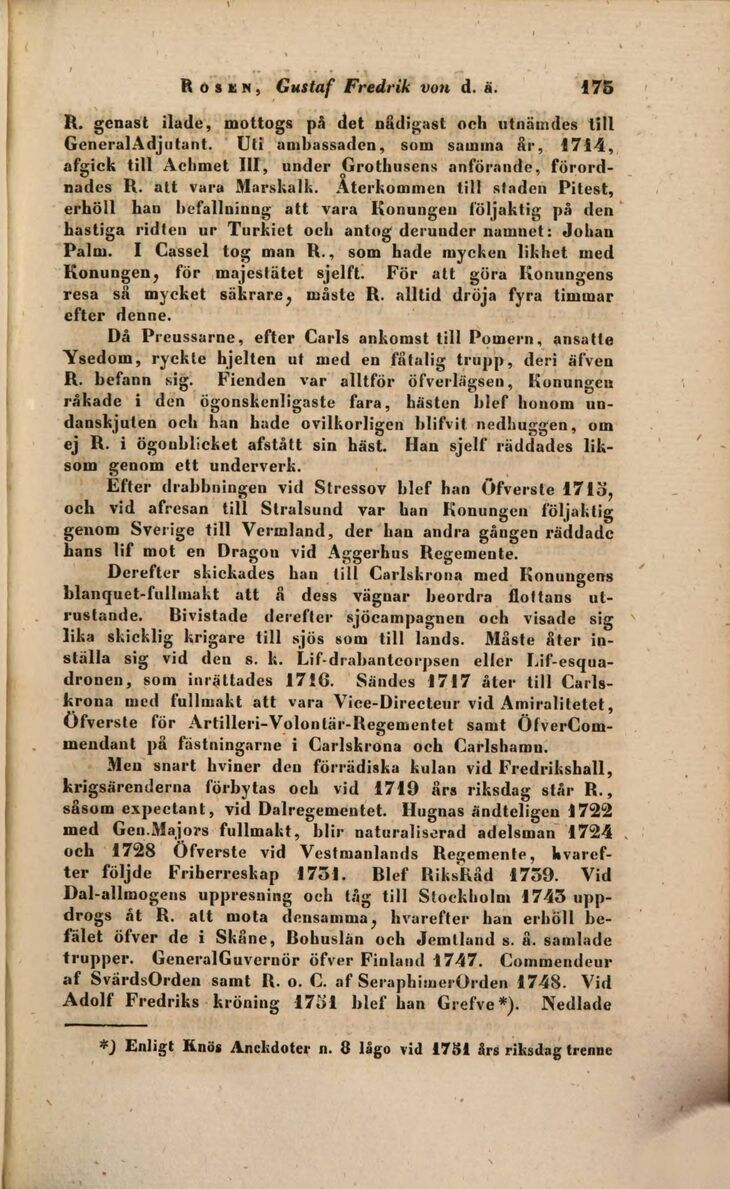 ROSEN, Gustaf Fredrik von d. ä. 175
R. genast ilade, mottogs på det nådigast och utnämdes till
GeneralAdjutant. Uti ambassaden, som samma år, 1714,
afgick till Achmet III, under Grothusens anförande, förord-
nades R. att vara Marskalk. Återkommen till staden Pitest,
erhöll han befallninng att vara Konungen följaktig på den
hastiga ridten ur Turkiet och antog derunder namnet: Johan
Palm. I Cassel tog man R., som hade mycken likhet med
Konungen, för majestätet sjelft. För att göra Konungens
resa så mycket säkrare, måste R. alltid dröja fyra timmar
efter denne.
Då Preussarne, efter Carls ankomst till Pomern, ansatte
Ysedom, ryckte hjelten ut med en fåtalig trupp, deri äfven
R. befann sig. Fienden var alltför öfverlägsen, Konungen
råkade i den ögonskenligaste fara, hästen blef honom un-
danskjuten och han hade ovilkorligen blifvit nedhuggen, om
ej R. i ögonblicket afstått sin häst. Han sjelf räddades lik-
som genom ett underverk.
Efter drabbningen vid Stressov blef han Öfverste 1715,
och vid afresan till Stralsund var han Konungen följaktig
genom Sverige till Vermland, der han andra gången räddade
hans lif mot en Dragon vid Aggerhus Regemente.
Derefter skickades han till Carlskrona med Konungens
blanquet-fullmakt att å dess vägnar beordra flottans ut-
rustande. Bivistade derefter sjöcampagnen och visade sig
lika skicklig krigare till sjös som till lands. Måste åter in-
ställa sig vid den s. k. Lif-drabantcorpsen eller Lif-esqua-
dronen, som inrättades 1716. Sändes 1717 åter till Carls-
krona med fullmakt att vara Vice-Directeur vid Amiralitetet,
Öfverste för Artilleri-Volontär-Regementet samt ÖfverCom-
mendant på fästningarne i Carlskrona och Carlshamn.
Men snart hviner den förrädiska kulan vid Fredrikshall,
krigsärenderna förbytas och vid 1719 års riksdag står R.,
såsom expectant, vid Dalregementet. Hugnas ändteligen 1722
med Gen.Majors fullmakt, blir naturaliserad adelsman 1724
och 1728 Öfverste vid Vestmanlands Regemente, hvaref-
ter följde Friherreskap 1731. Blef RiksRåd 1739. Vid
Dal-allmogens uppresning och tåg till Stockholm 1743 upp-
drogs åt R. att mota densamma, hvarefter han erhöll be-
fälet öfver de i Skåne, Bohuslän och Jemtland s. å. samlade
trupper. GeneralGuvernör öfver Finland 1747. Commendeur
af SvärdsOrden samt R. o. C. af SeraphimerOrden 1748. Vid
Adolf Fredriks kröning 1751 blef han Grefve*). Nedlade
*) Enligt Knös Anekdoter n. 8 lågo vid 1751 års riksdag trenne